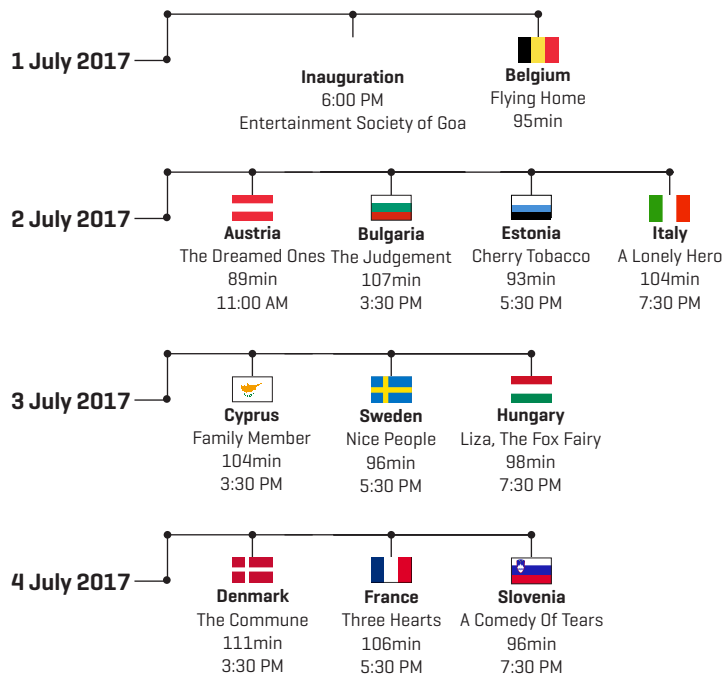 1 July 2017
Inauguration
6:00 PM
Entertainment Society of Goa
Belgium
Flying Home
95min
2 July 2017
Austria
The Dreamed Ones
89min
11:00 AM
Bulgaria
The Judgement
107min
3:30 PM
Estonia
Cherry Tobacco
93min
5:30 PM
Italy
A Lonely Hero
104min
7:30 PM
3 July 2017
Cyprus
Family Member
104min
3:30 PM
Sweden
Nice People
96min
5:30 PM
Hungary
Liza, The Fox Fairy
98min
7:30 PM
4 July 2017
Denmark
The Commune
111min
3:30 PM
France
Three Hearts
106min
5:30 PM
Slovenia
A Comedy Of Tears
96min
7:30 PM